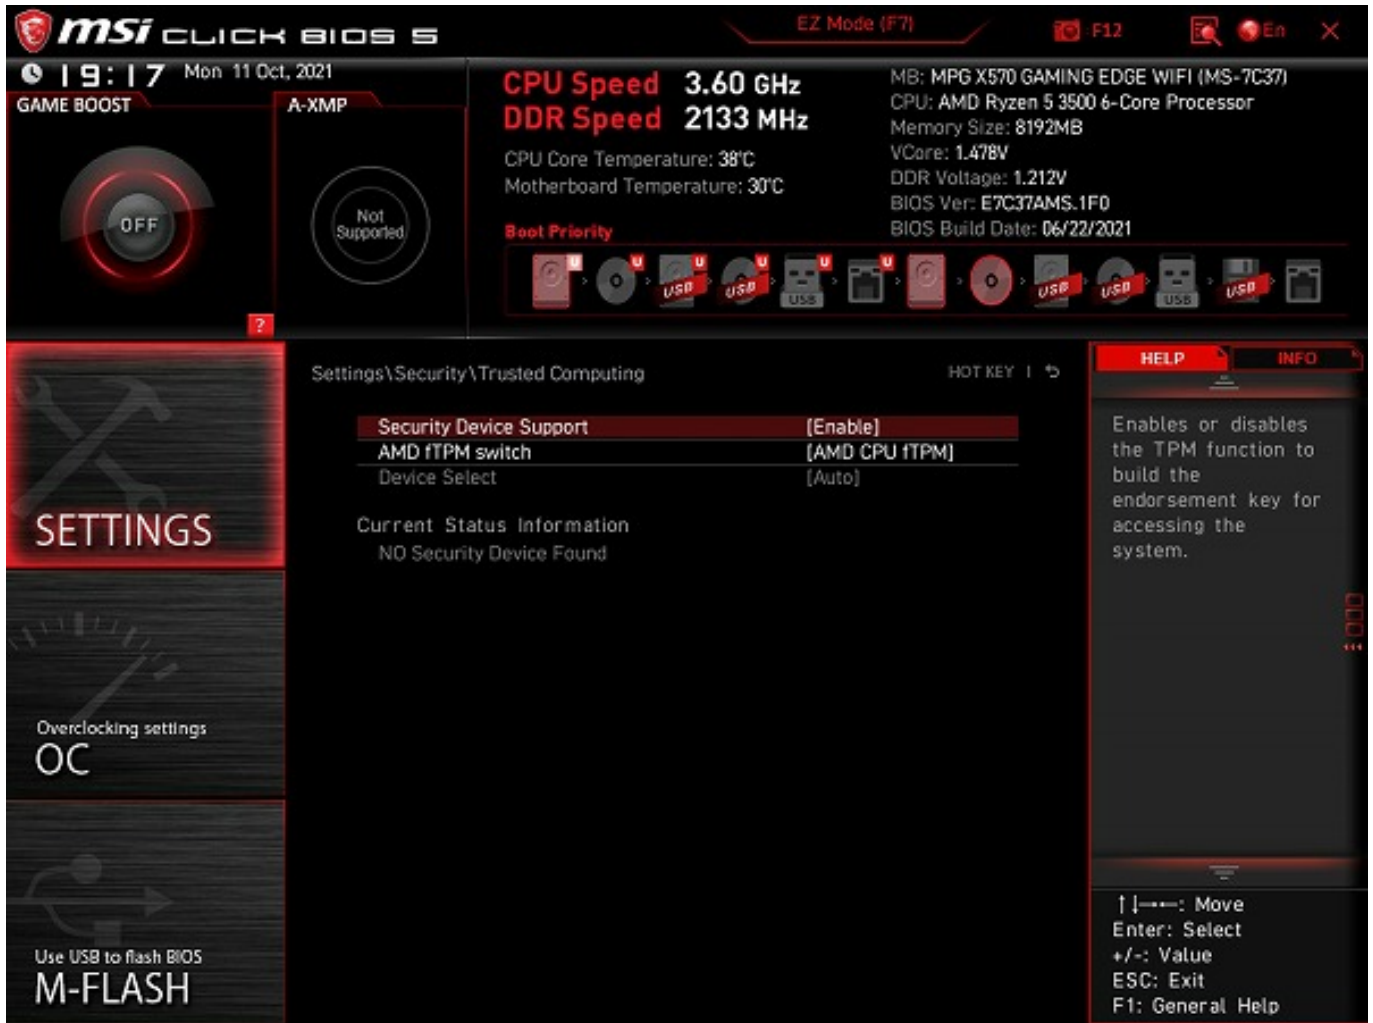 msi CLICK BIOS 5
EZ Mode (F7)
F12
En
19:17 Mon 11 Oct, 2021
GAME BOOST
A-XMP
OFF
Not
Supported
?
CPU Speed 3.60 GHz
DDR Speed 2133 MHz
CPU Core Temperature: 38°C
Motherboard Temperature: 30°C
MB: MPG X570 GAMING EDGE WIFI (MS-7C37)
CPU: AMD Ryzen 5 3500 6-Core Processor
Memory Size: 8192MB
VCore: 1.478V
DDR Voltage: 1.212V
BIOS Ver: E7C37AMS.1F0
BIOS Build Date: 06/22/2021
Boot Priority
U U U U U U
USB USB USB USB USB USB USB
SETTINGS
Overclocking settings
OC
Use USB to flash BIOS
M-FLASH
Settings\Security\Trusted Computing
HOT KEY |
Security Device Support [Enable]
AMD fTPM switch [AMD CPU fTPM]
Device Select [Auto]
Current Status Information
NO Security Device Found
HELP INFO
Enables or disables
the TPM function to
build the
endorsement key for
accessing the
system.
↑↓→←: Move
Enter: Select
+/-: Value
ESC: Exit
F1: General Help